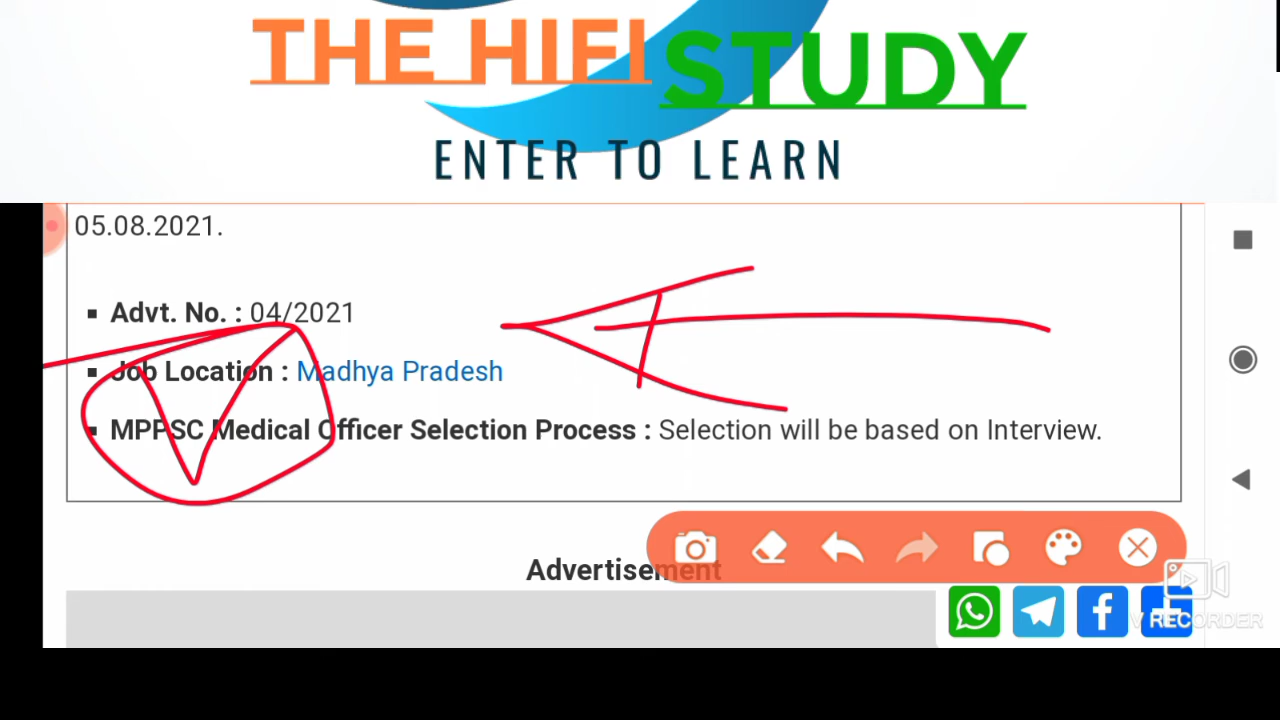 THE HIFI STUDY
ENTER TO LEARN
05.08.2021.
▪ Advt. No. : 04/2021
▪ Job Location : Madhya Pradesh
▪ MPPSC Medical Officer Selection Process : Selection will be based on Interview.
Advertisement
V RECORDER